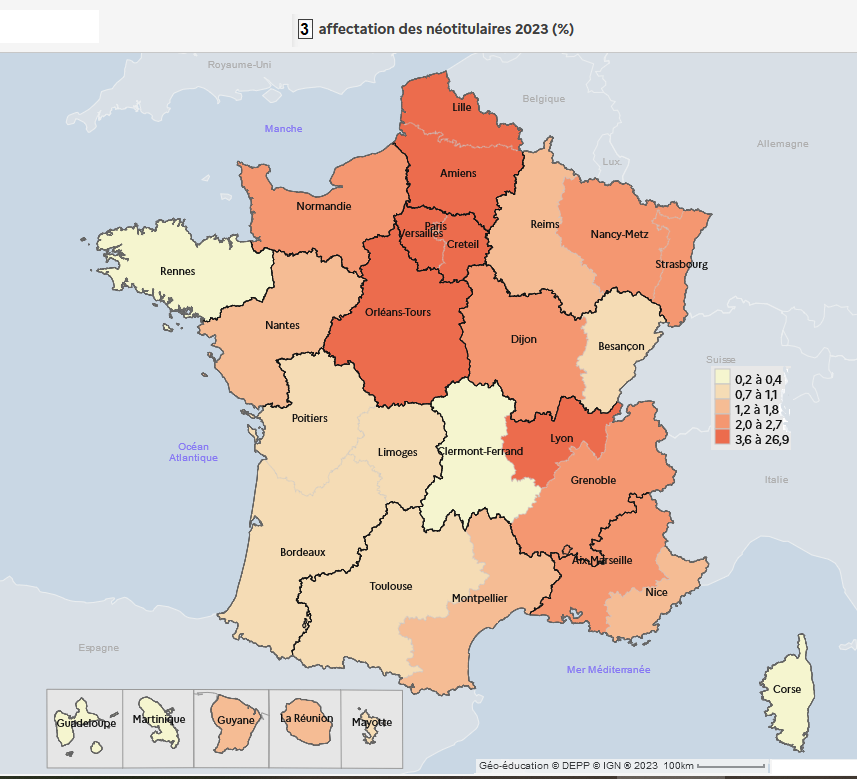 3 affectation des néotitulaires 2023 (%)
Royaume-Uni
Belgique
Manche
Lille
Allemagne
Lux.
Amiens
Normandie
Reims
Paris
Versailles
Nancy-Metz
Creteil
Strasbourg
Rennes
Orléans-Tours
Nantes
Dijon
Besançon
Suisse
0,2 à 0,4
0,7 à 1,1
1,2 à 1,8
2,0 à 2,7
3,6 à 26,9
Poitiers
Océan
Atlantique
Limoges
Clermont-Ferrand
Lyon
Grenoble
Italie
Bordeaux
Aix-Marseille
Toulouse
Nice
Montpellier
Espagne
Mer Méditerranée
Corse
Guadeloupe
Martinique
Guyane
La Réunion
Mayotte
Géo-éducation © DEPP © IGN ® 2023 100km